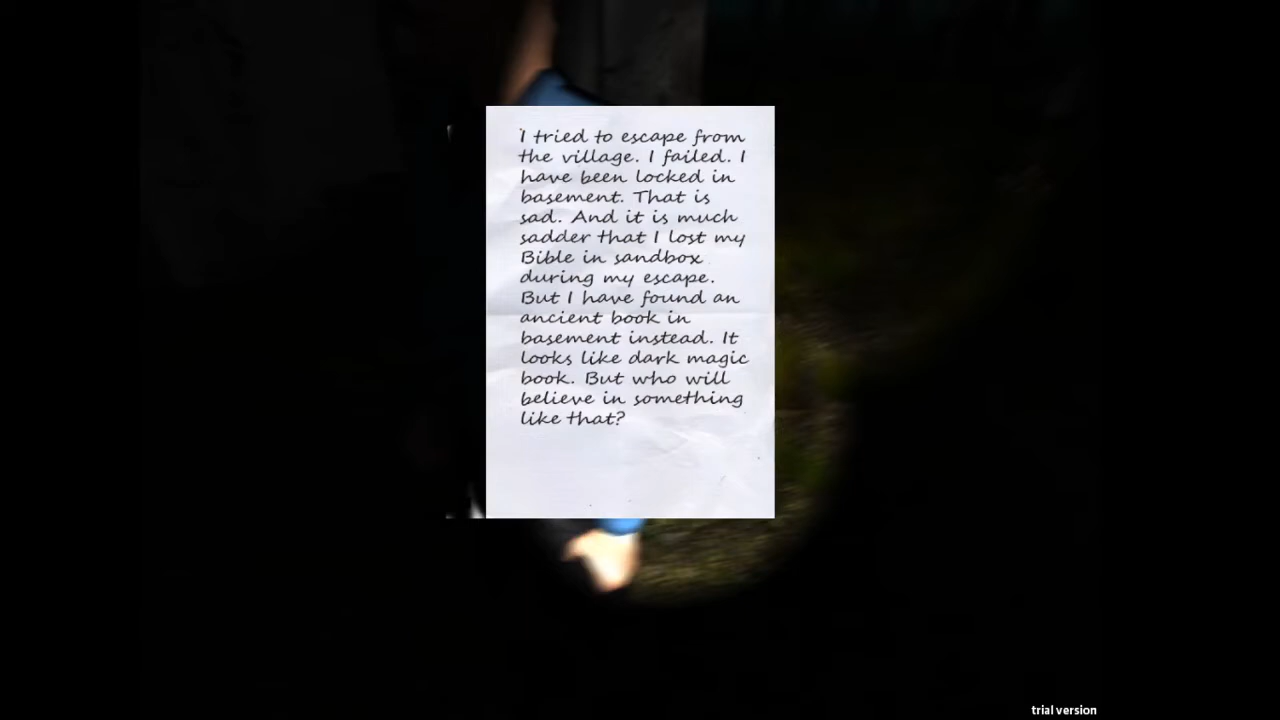 I tried to escape from
the village. I failed. I
have been locked in
basement. That is
sad. And it is much
sadder that I lost my
Bible in sandbox
during my escape.
But I have found an
ancient book in
basement instead. It
looks like dark magic
book. But who will
believe in something
like that?
trial version